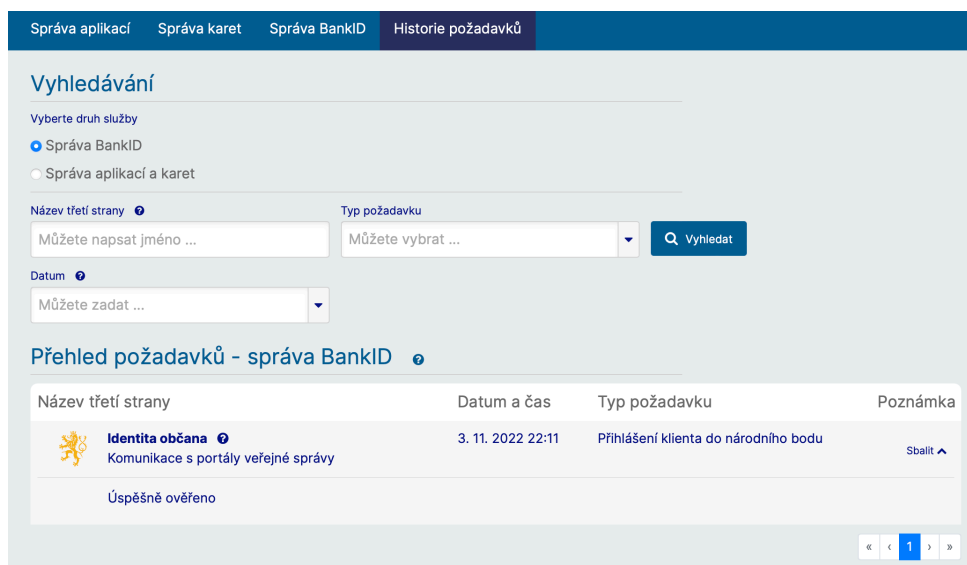 Správa aplikací Správa karet Správa BankID Historie požadavků
Vyhledávání
Vyberte druh služby
Správa BankID
Správa aplikací a karet
Název třetí strany Typ požadavku
Můžete napsat jméno ... Můžete vybrat ... Vyhledat
Datum
Můžete zadat ...
Přehled požadavků - správa BankID
Název třetí strany Datum a čas Typ požadavku Poznámka
Identita občana 3. 11. 2022 22:11 Přihlášení klienta do národního bodu
Komunikace s portály veřejné správy Sbalit
Úspěšně ověřeno
« ‹ 1 › »